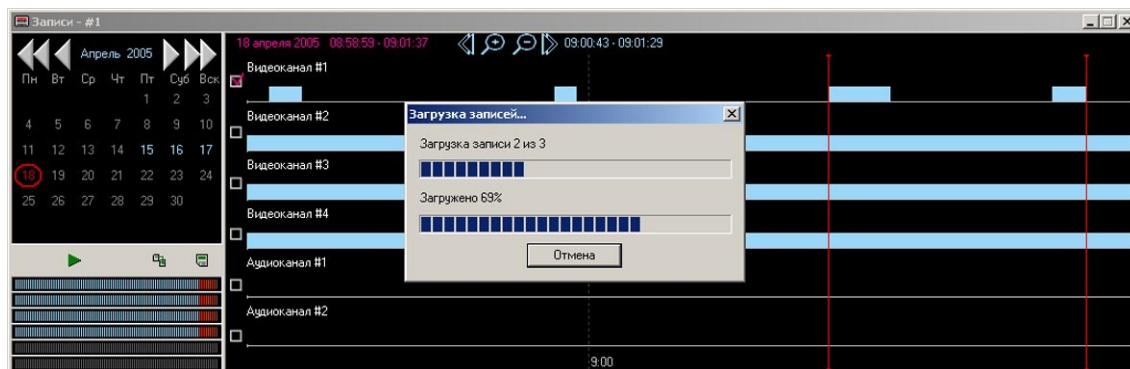 Записи - #1
Апрель 2005
Пн Вт Ср Чт Пт Суб Вск
1 2 3
4 5 6 7 8 9 10
11 12 13 14 15 16 17
18 19 20 21 22 23 24
25 26 27 28 29 30
18 апреля 2005 08:58:59 - 09:01:37 09:00:43 - 09:01:29
Видеоканал #1
Видеоканал #2
Видеоканал #3
Видеоканал #4
Аудиоканал #1
Аудиоканал #2
9:00
Загрузка записей...
Загрузка записи 2 из 3
Загружено 69%
Отмена